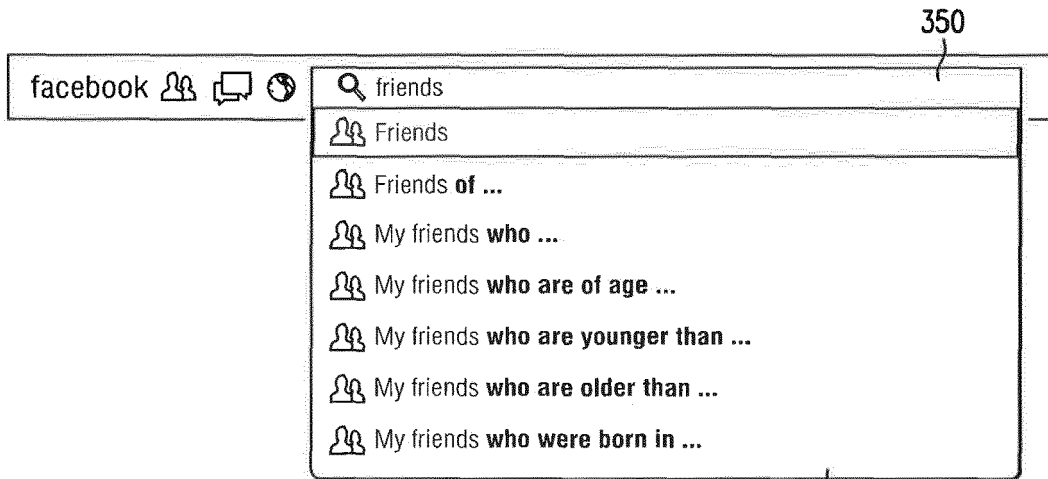 350
facebook friends
Friends
Friends of ...
My friends who ...
My friends who are of age ...
My friends who are younger than ...
My friends who are older than ...
My friends who were born in ...